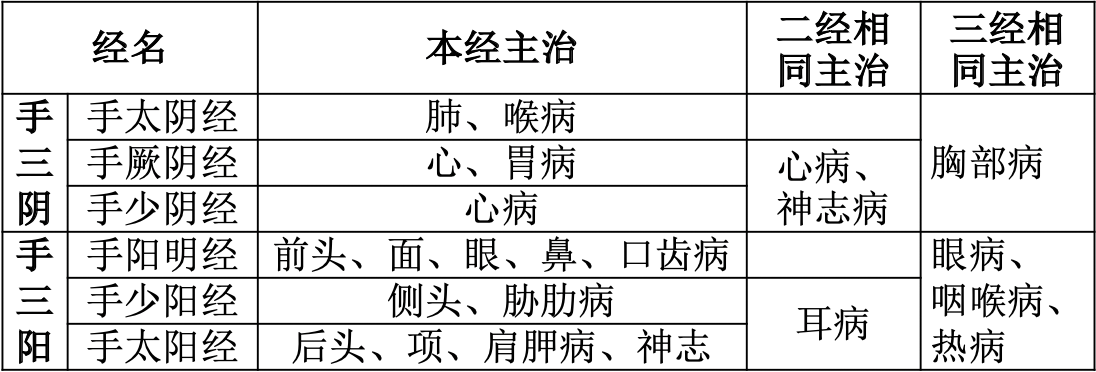 经名 本经主治 二经相同主治 三经相同主治
手三阴 手太阴经 肺、喉病 胸部病
手厥阴经 心、胃病 心病、神志病
手少阴经 心病
手三阳 手阳明经 前头、面、眼、鼻、口齿病 眼病、咽喉病、热病
手少阳经 侧头、胁肋病 耳病
手太阳经 后头、项、肩胛病、神志